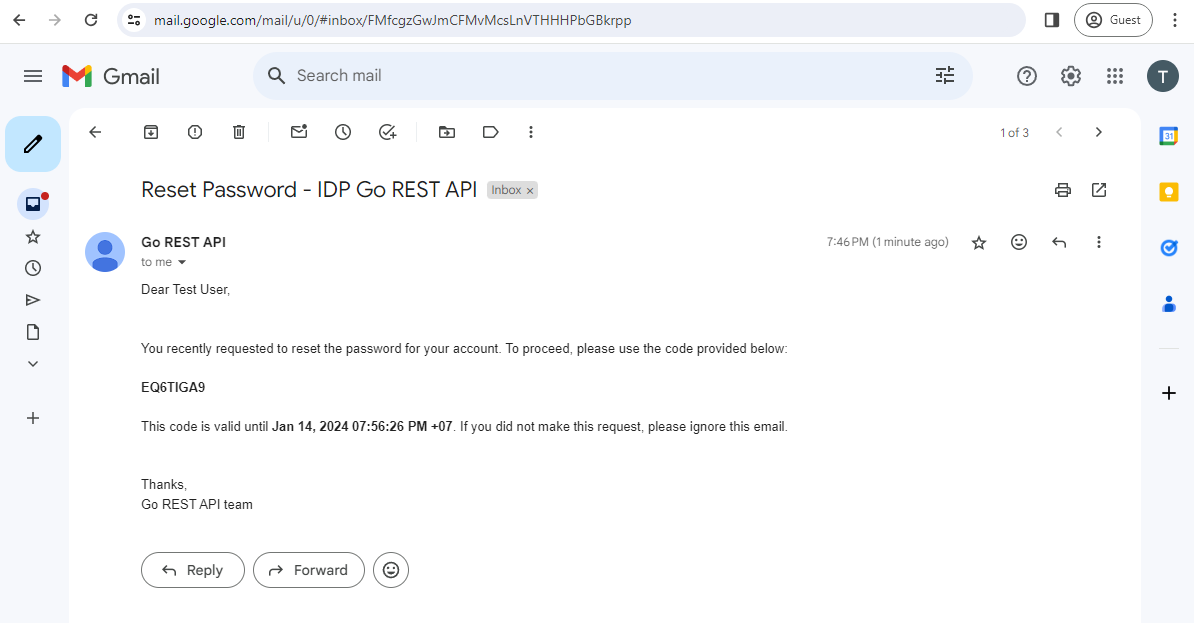 mail.google.com/mail/u/0/#inbox/FMfcgzGwJmCFMvMcsLnVTHHHPbGBkrpp
Guest
Gmail
Search mail
T
1 of 3
31
Reset Password - IDP Go REST API
Inbox ×
Go REST API
7:46 PM (1 minute ago)
to me
Dear Test User,
You recently requested to reset the password for your account. To proceed, please use the code provided below:
EQ6TIGA9
This code is valid until Jan 14, 2024 07:56:26 PM +07. If you did not make this request, please ignore this email.
Thanks,
Go REST API team
Reply
Forward